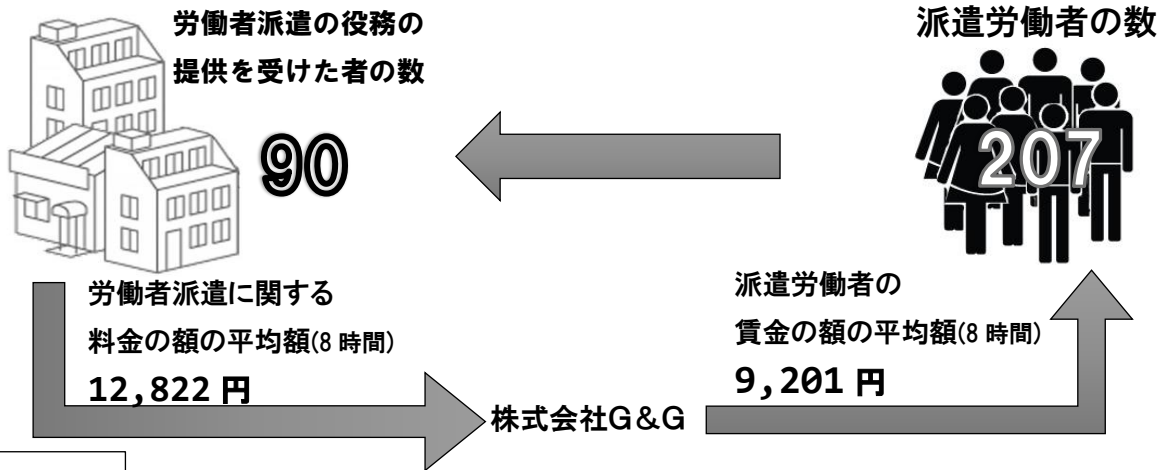 労働者派遣の役務の
提供を受けた者の数
90
派遣労働者の数
207
労働者派遣に関する
料金の額の平均額(8 時間)
12,822 円
派遣労働者の
賃金の額の平均額(8 時間)
9,201 円
株式会社G&G